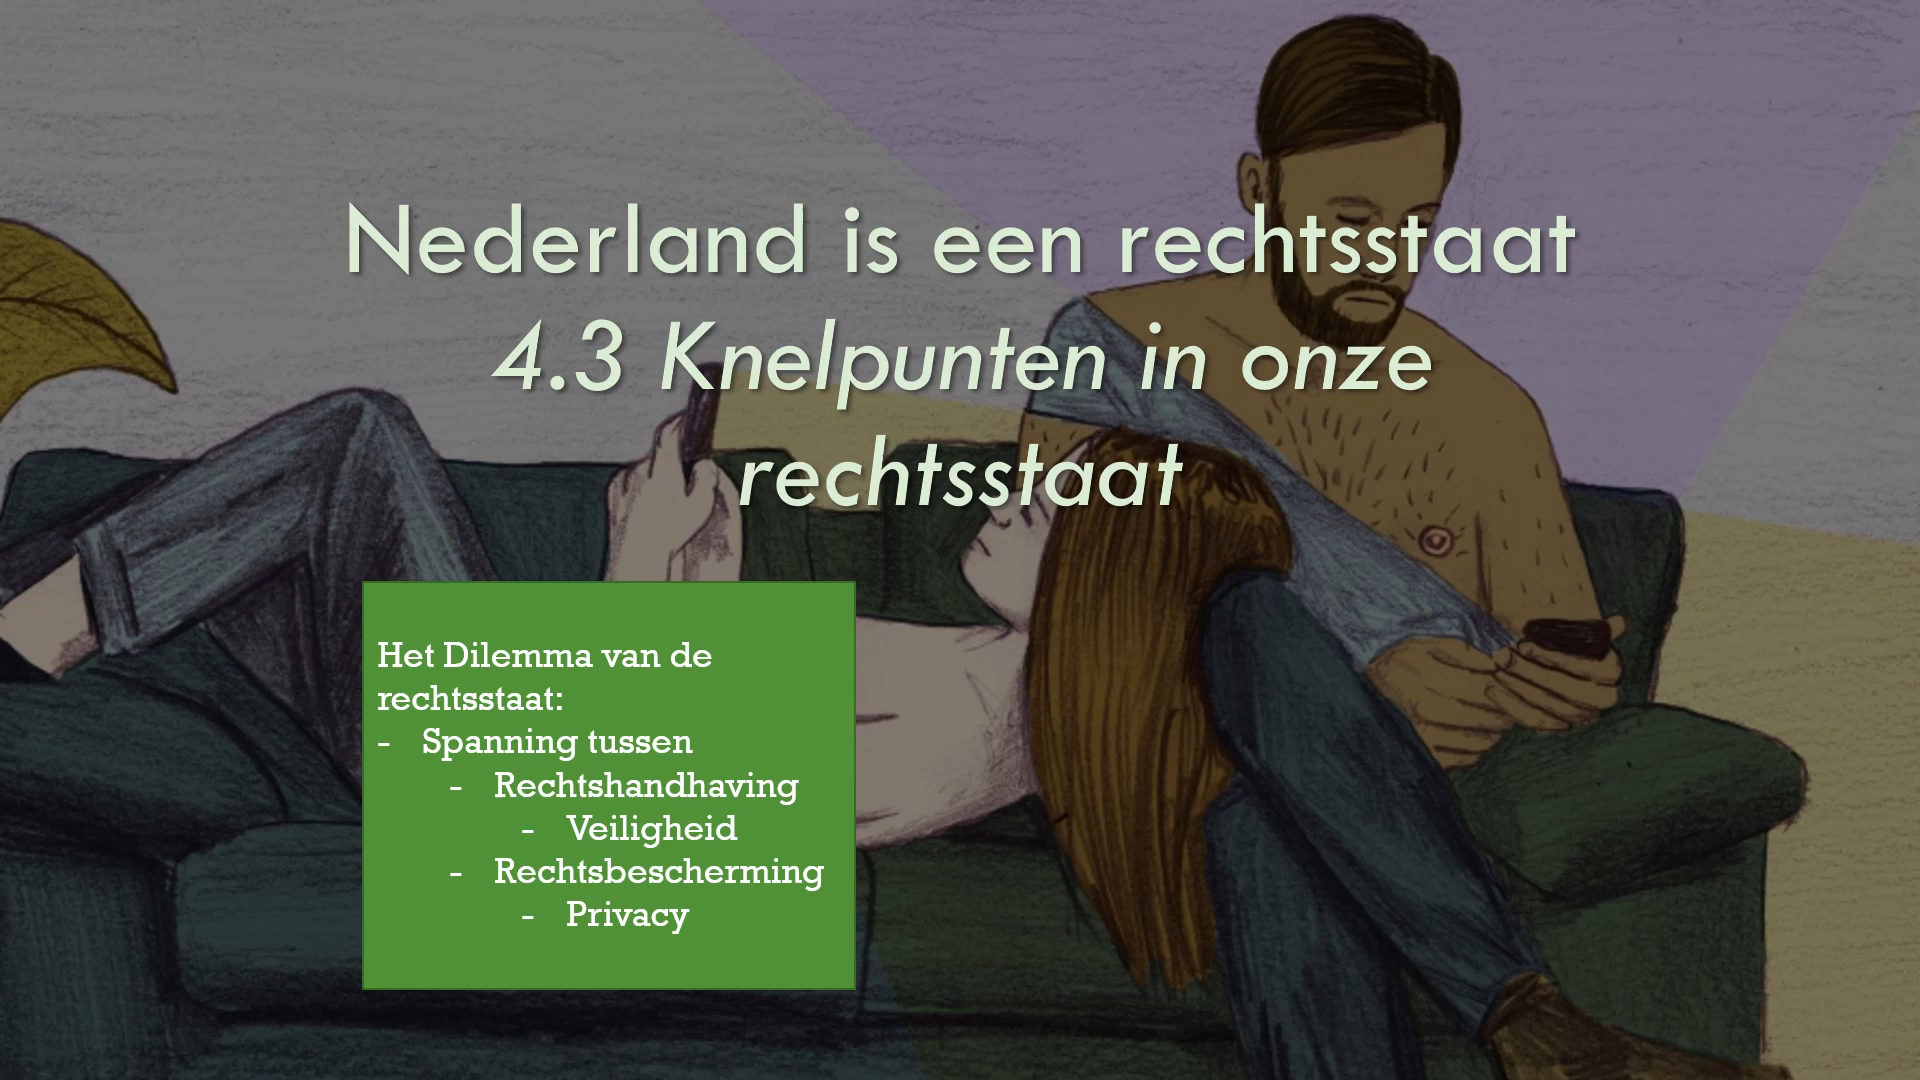 Nederland is een rechtsstaat
4.3 Knelpunten in onze
rechtsstaat
Het Dilemma van de
rechtsstaat:
- Spanning tussen
- Rechtshandhaving
- Veiligheid
- Rechtsbescherming
- Privacy